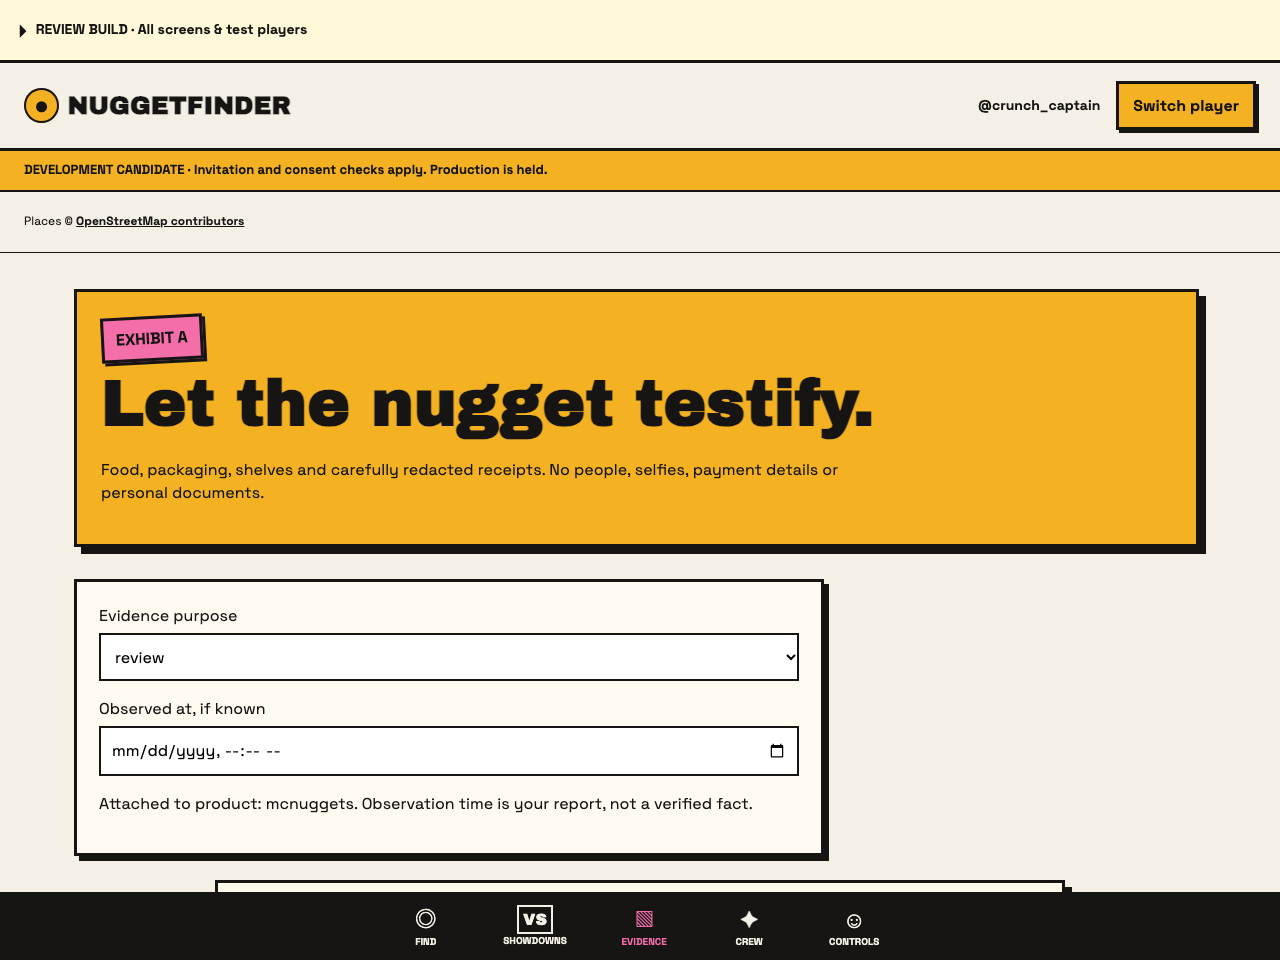 REVIEW BUILD · All screens & test players
NUGGETFINDER
@crunch_captain
Switch player
DEVELOPMENT CANDIDATE · Invitation and consent checks apply. Production is held.
Places © OpenStreetMap contributors
EXHIBIT A
Let the nugget testify.
Food, packaging, shelves and carefully redacted receipts. No people, selfies, payment details or
personal documents.
Evidence purpose
review
Observed at, if known
mm/dd/yyyy, --:-- --
Attached to product: mcnuggets. Observation time is your report, not a verified fact.
FIND
VS
SHOWDOWNS
EVIDENCE
CREW
CONTROLS